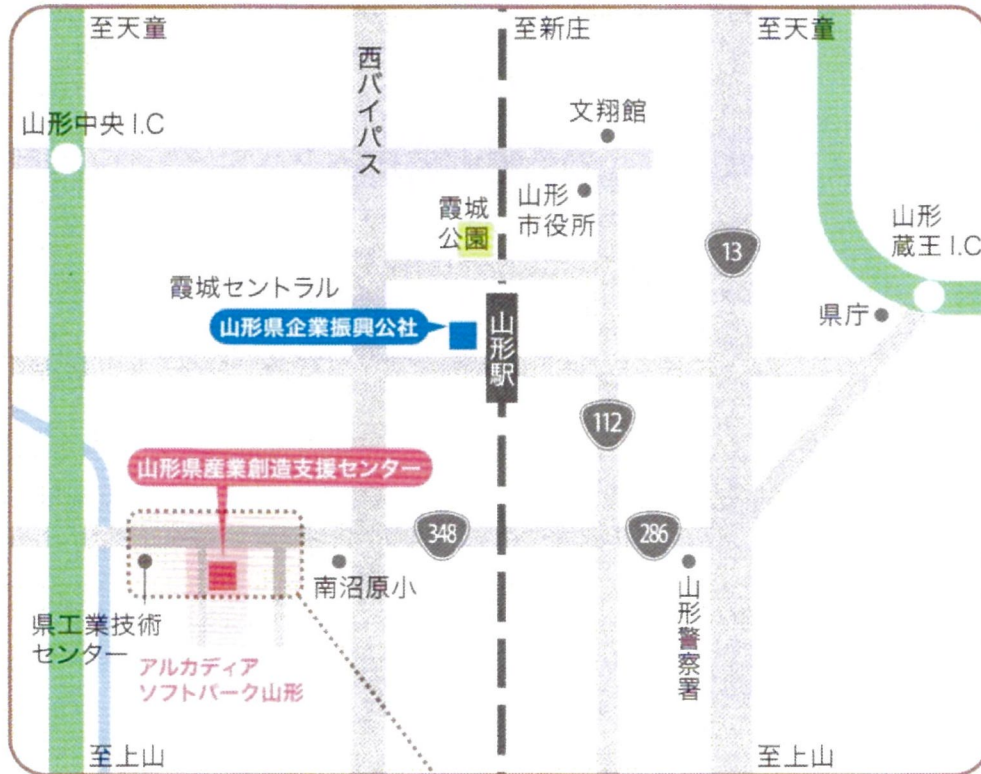 至天童
至新庄
至天童
西バイパス
山形中央 I.C
文翔館
山形
市役所
霞城
公園
13
山形
蔵王 I.C
霞城セントラル
山形県企業振興公社
山形駅
県庁
112
山形県産業創造支援センター
348
286
南沼原小
県工業技術
センター
アルカディア
ソフトパーク山形
山形警察署
至上山
至上山